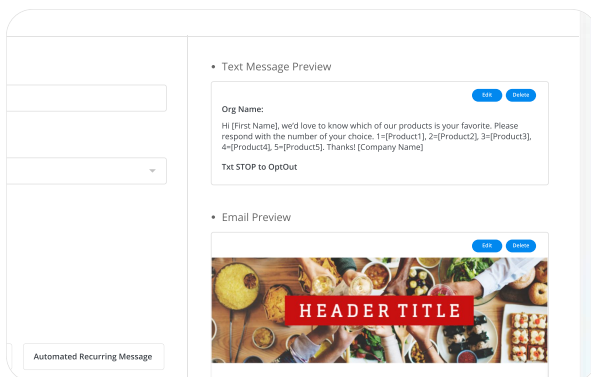 • Text Message Preview
Edit Delete
Org Name:
Hi [First Name], we'd love to know which of our products is your favorite. Please
respond with the number of your choice. 1=[Product1], 2=[Product2], 3=[Product3],
4=[Product4], 5=[Product5]. Thanks! [Company Name]
Txt STOP to OptOut
• Email Preview
Edit Delete
HEADER TITLE
Automated Recurring Message